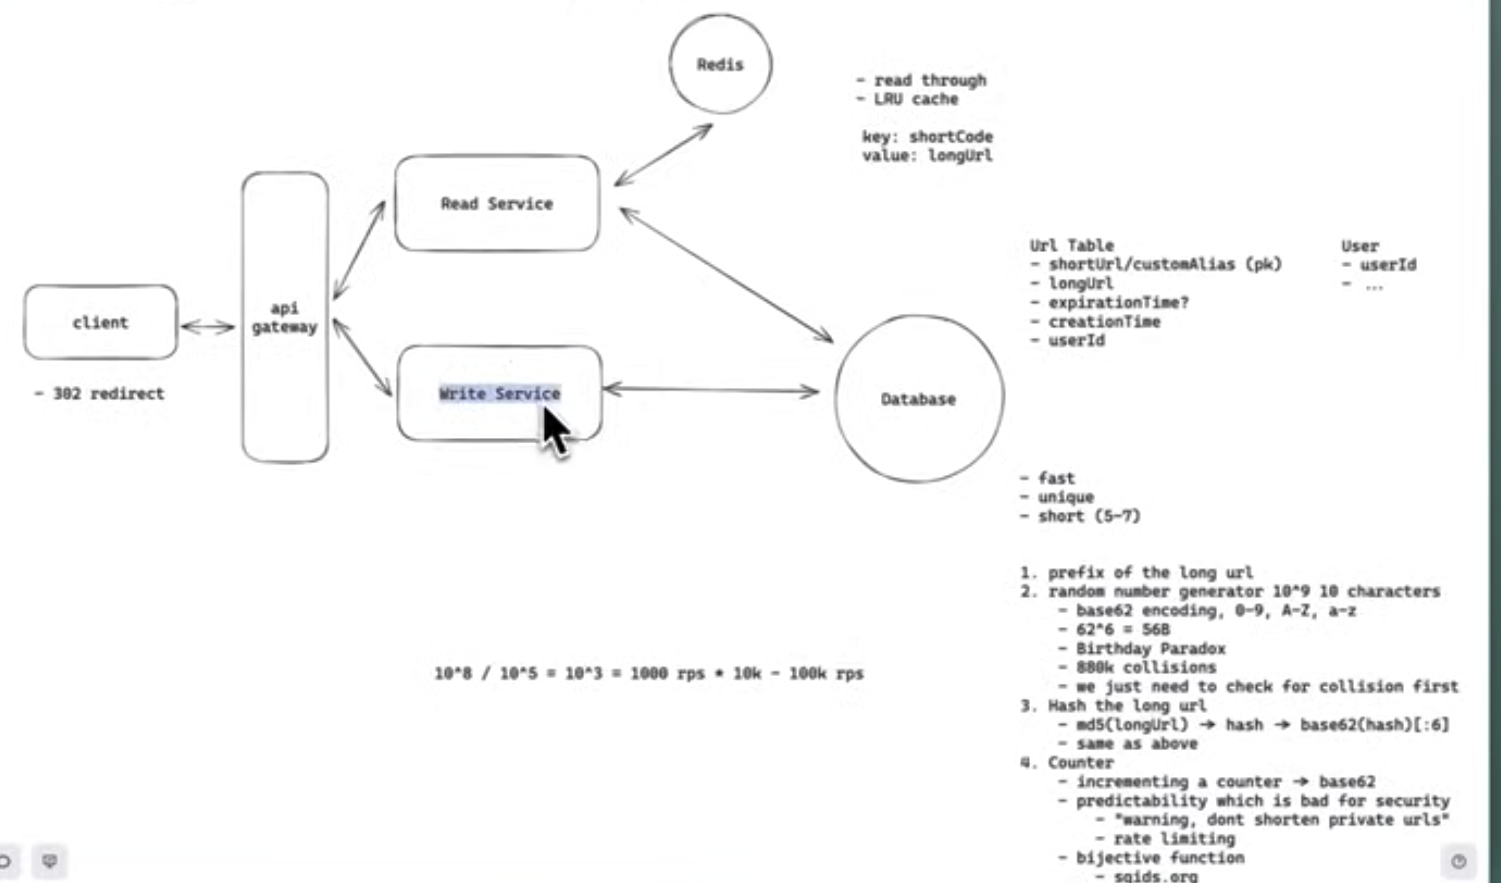 Redis
- read through
- LRU cache
key: shortCode
value: longUrl
Read Service
client
- 302 redirect
api
gateway
Write Service
Database
Url Table
- shortUrl/customAlias (pk)
- longUrl
- expirationTime?
- creationTime
- userId
User
- userId
- ...
- fast
- unique
- short (5-7)
10^8 / 10^5 = 10^3 = 1000 rps * 10k - 100k rps
1. prefix of the long url
2. random number generator 10^9 10 characters
- base62 encoding, 0-9, A-Z, a-z
- 62^6 = 56B
- Birthday Paradox
- 880k collisions
- we just need to check for collision first
3. Hash the long url
- md5(longUrl) → hash → base62(hash)[:6]
- same as above
4. Counter
- incrementing a counter → base62
- predictability which is bad for security
- "warning, dont shorten private urls"
- rate limiting
- bijective function
- sqids.org